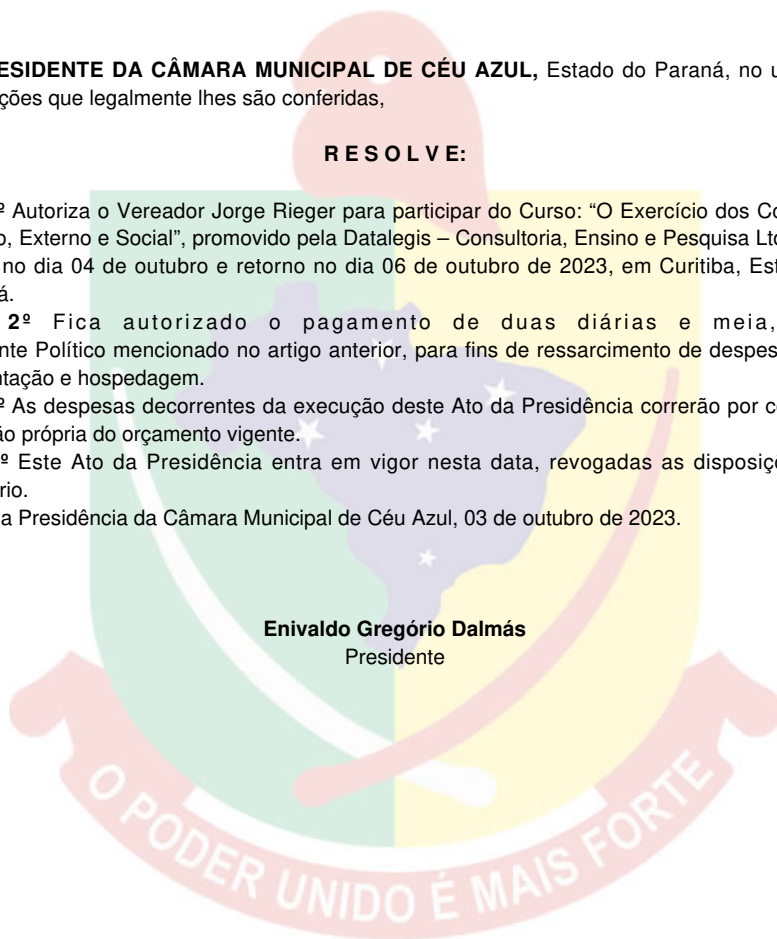 ESIDENTE DA CÂMARA MUNICIPAL DE CÉU AZUL, Estado do Paraná, no u
ções que legalmente lhes são conferidas,
R E S O L V E:
º Autoriza o Vereador Jorge Rieger para participar do Curso: “O Exercício dos Co
o, Externo e Social”, promovido pela Datalegis – Consultoria, Ensino e Pesquisa Ltd
no dia 04 de outubro e retorno no dia 06 de outubro de 2023, em Curitiba, Est
á.
2º Fica autorizado o pagamento de duas diárias e meia,
nte Político mencionado no artigo anterior, para fins de ressarcimento de despes
ntação e hospedagem.
º As despesas decorrentes da execução deste Ato da Presidência correrão por co
ão própria do orçamento vigente.
º Este Ato da Presidência entra em vigor nesta data, revogadas as disposiçõ
rio.
a Presidência da Câmara Municipal de Céu Azul, 03 de outubro de 2023.
Enivaldo Gregório Dalmás
Presidente
O PODER UNIDO É MAIS FORTE